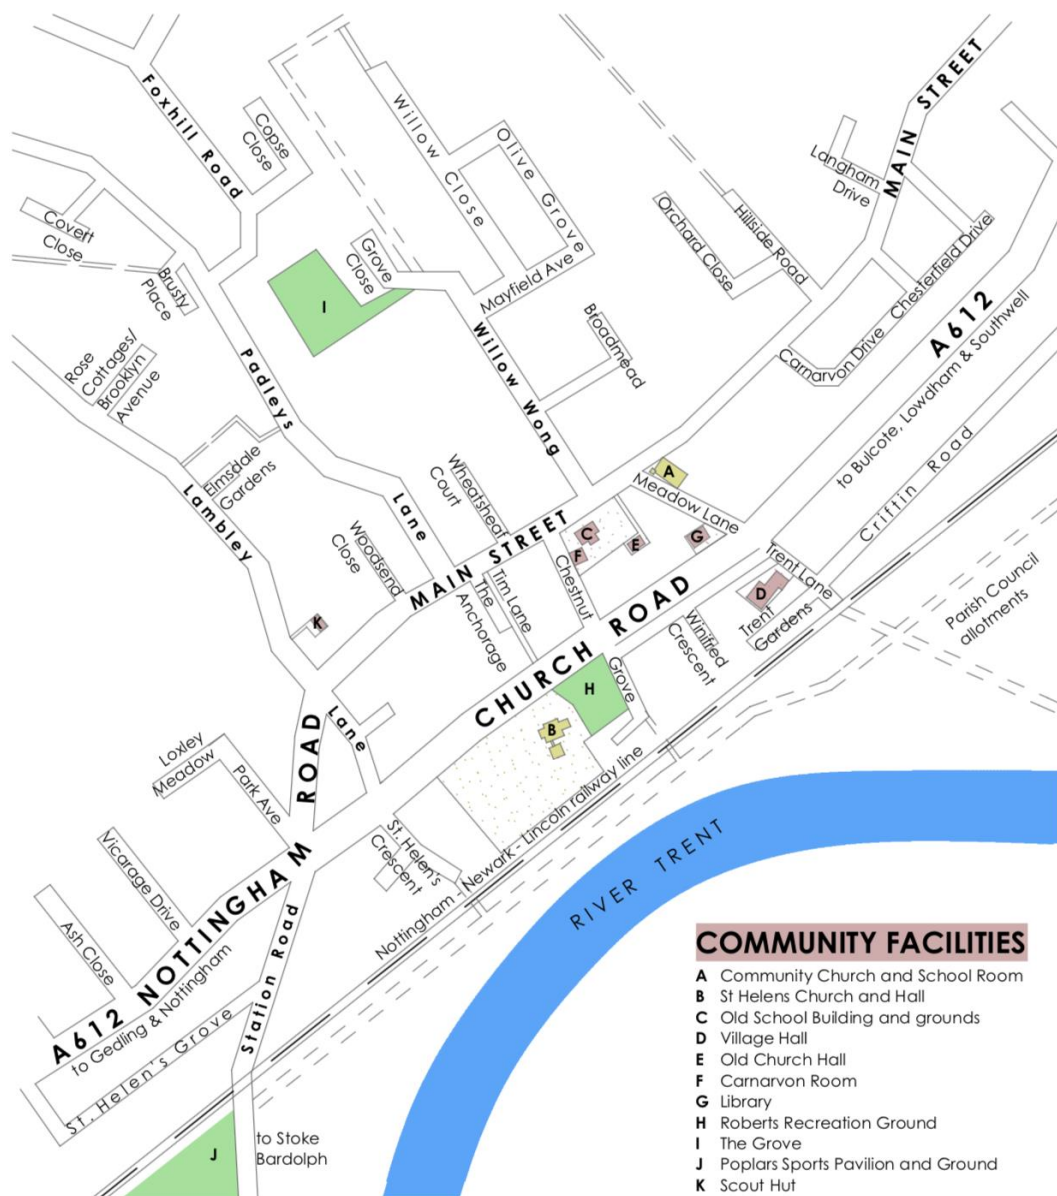 Foxhill Road
Copse
Close
Willow Close
Olive Grove
MAIN STREET
Langham
Drive
Covert
Close
Orchard Close
Hillside Road
Chesterfield Drive
Grove
Close
Brusty
Place
Mayfield Ave
I
Broadmead
Willow Wong
Carnarvon Drive
A612
to Bulcote, Lowdham & Southwell
Rose
Cottages/
Brooklyn
Avenue
Padleys
Lane
Elmsdale
Gardens
Lambley
Wheatsheaf
Court
A
Meadow Lane
Criftin Road
Woodsend
Close
MAIN STREET
C
F
E
G
Chestnut
Grove
Trent Lane
D
Trent
Gardens
Parish Council
allotments
K
Tim Lane
The
Anchorage
CHURCH ROAD
Winifred
Crescent
H
B
Lane
ROAD
Loxley
Meadow
Park Ave
Vicarage Drive
Ash Close
St. Helen's
Crescent
Nottingham - Newark - Lincoln railway line
RIVER TRENT
A612 NOTTINGHAM
to Gedling & Nottingham
St. Helen's Grove
Station Road
J
to Stoke
Bardolph
COMMUNITY FACILITIES
A Community Church and School Room
B St Helens Church and Hall
C Old School Building and grounds
D Village Hall
E Old Church Hall
F Carnarvon Room
G Library
H Roberts Recreation Ground
I The Grove
J Poplars Sports Pavilion and Ground
K Scout Hut